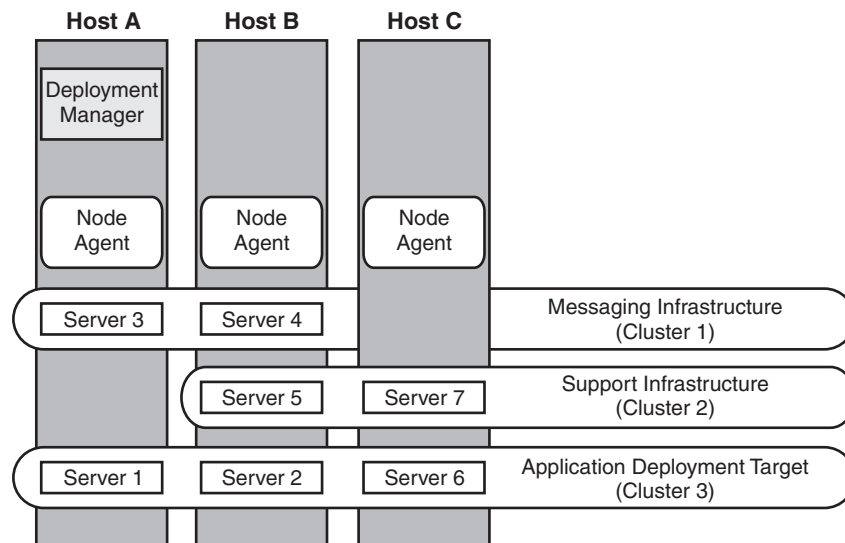 Host A
Host B
Host C
Deployment
Manager
Node
Agent
Node
Agent
Node
Agent
Server 3
Server 4
Messaging Infrastructure
(Cluster 1)
Server 5
Server 7
Support Infrastructure
(Cluster 2)
Server 1
Server 2
Server 6
Application Deployment Target
(Cluster 3)